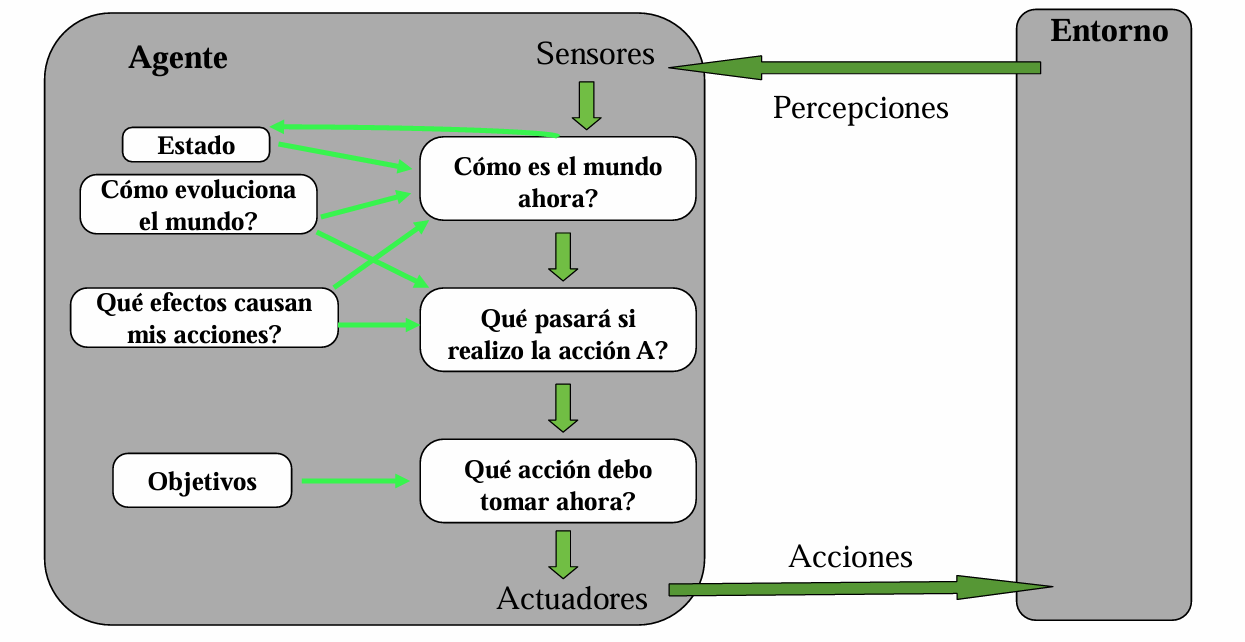 Agente
Sensores
Entorno
Percepciones
Estado
Cómo es el mundo
ahora?
Cómo evoluciona
el mundo?
Qué efectos causan
mis acciones?
Qué pasará si
realizo la acción A?
Objetivos
Qué acción debo
tomar ahora?
Acciones
Actuadores